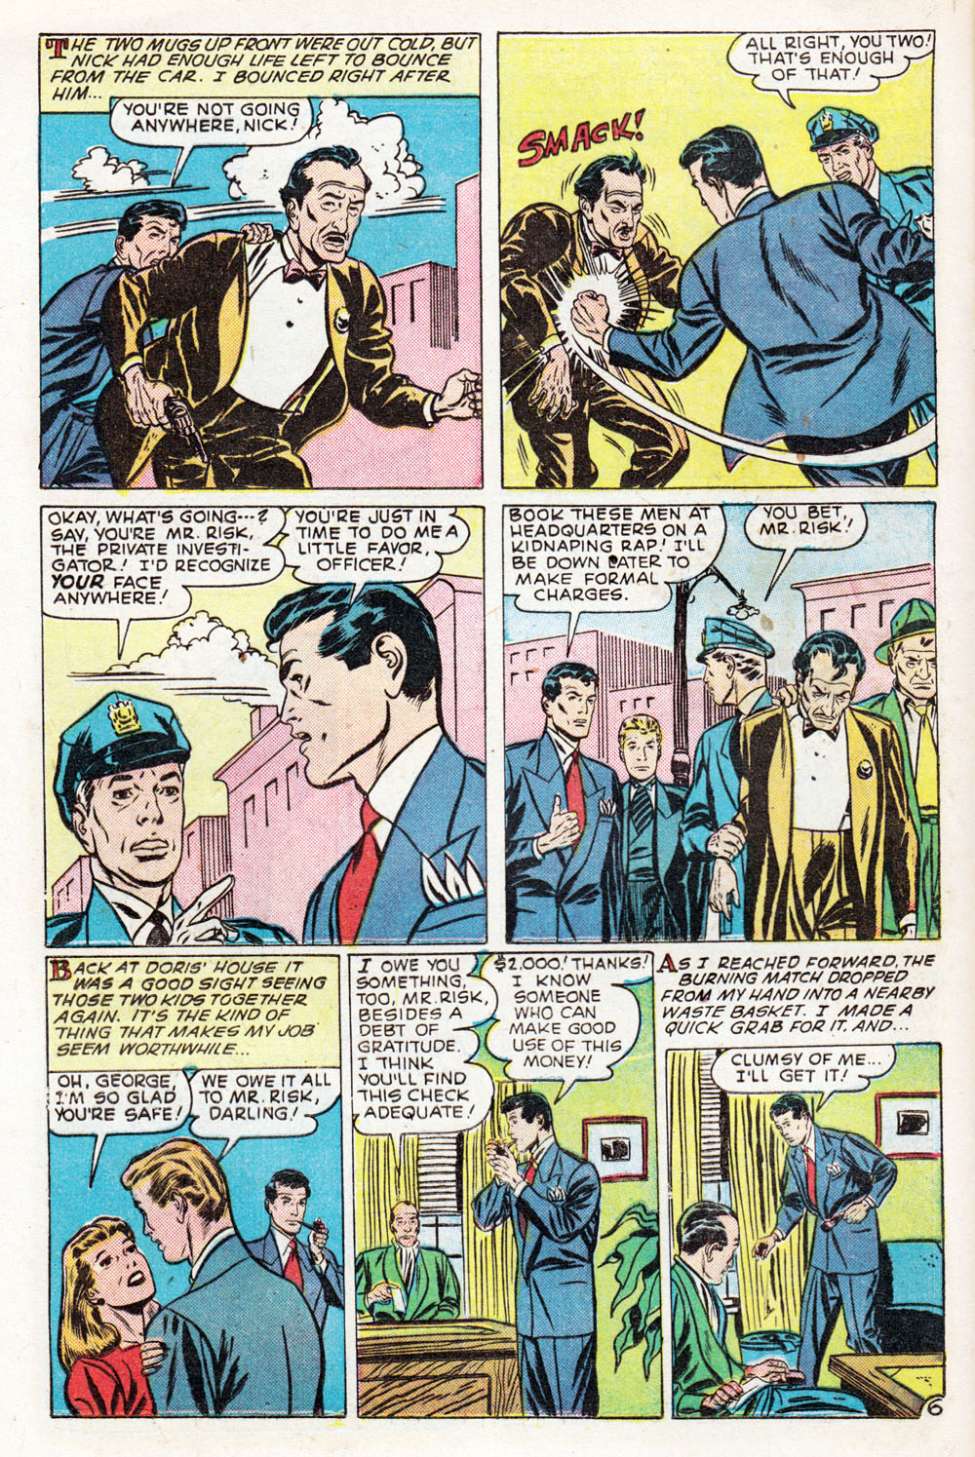 THE TWO MUGS UP FRONT WERE OUT COLD, BUT
NICK HAD ENOUGH LIFE LEFT TO BOUNCE
FROM THE CAR. I BOUNCED RIGHT AFTER
HIM...
YOU'RE NOT GOING
ANYWHERE, NICK!
ALL RIGHT, YOU TWO!
THAT'S ENOUGH
OF THAT!
SMACK!
OKAY, WHAT'S GOING---?
SAY, YOU'RE MR. RISK,
THE PRIVATE INVESTI-
GATOR! I'D RECOGNIZE
YOUR FACE
ANYWHERE!
YOU'RE JUST IN
TIME TO DO ME A
LITTLE FAVOR,
OFFICER!
BOOK THESE MEN AT
HEADQUARTERS ON A
KIDNAPING RAP! I'LL
BE DOWN LATER TO
MAKE FORMAL
CHARGES.
YOU BET,
MR. RISK!
BACK AT DORIS' HOUSE IT
WAS A GOOD SIGHT SEEING
THOSE TWO KIDS TOGETHER
AGAIN. IT'S THE KIND OF
THING THAT MAKES MY JOB
SEEM WORTHWHILE...
OH, GEORGE,
I'M SO GLAD
YOU'RE SAFE!
WE OWE IT ALL
TO MR. RISK,
DARLING!
I OWE YOU
SOMETHING,
TOO, MR. RISK,
BESIDES A
DEBT OF
GRATITUDE.
I THINK
YOU'LL FIND
THIS CHECK
ADEQUATE!
$2,000! THANKS!
I KNOW
SOMEONE
WHO CAN
MAKE GOOD
USE OF THIS
MONEY!
AS I REACHED FORWARD, THE
BURNING MATCH DROPPED
FROM MY HAND INTO A NEARBY
WASTE BASKET. I MADE A
QUICK GRAB FOR IT, AND...
CLUMSY OF ME...
I'LL GET IT!
6